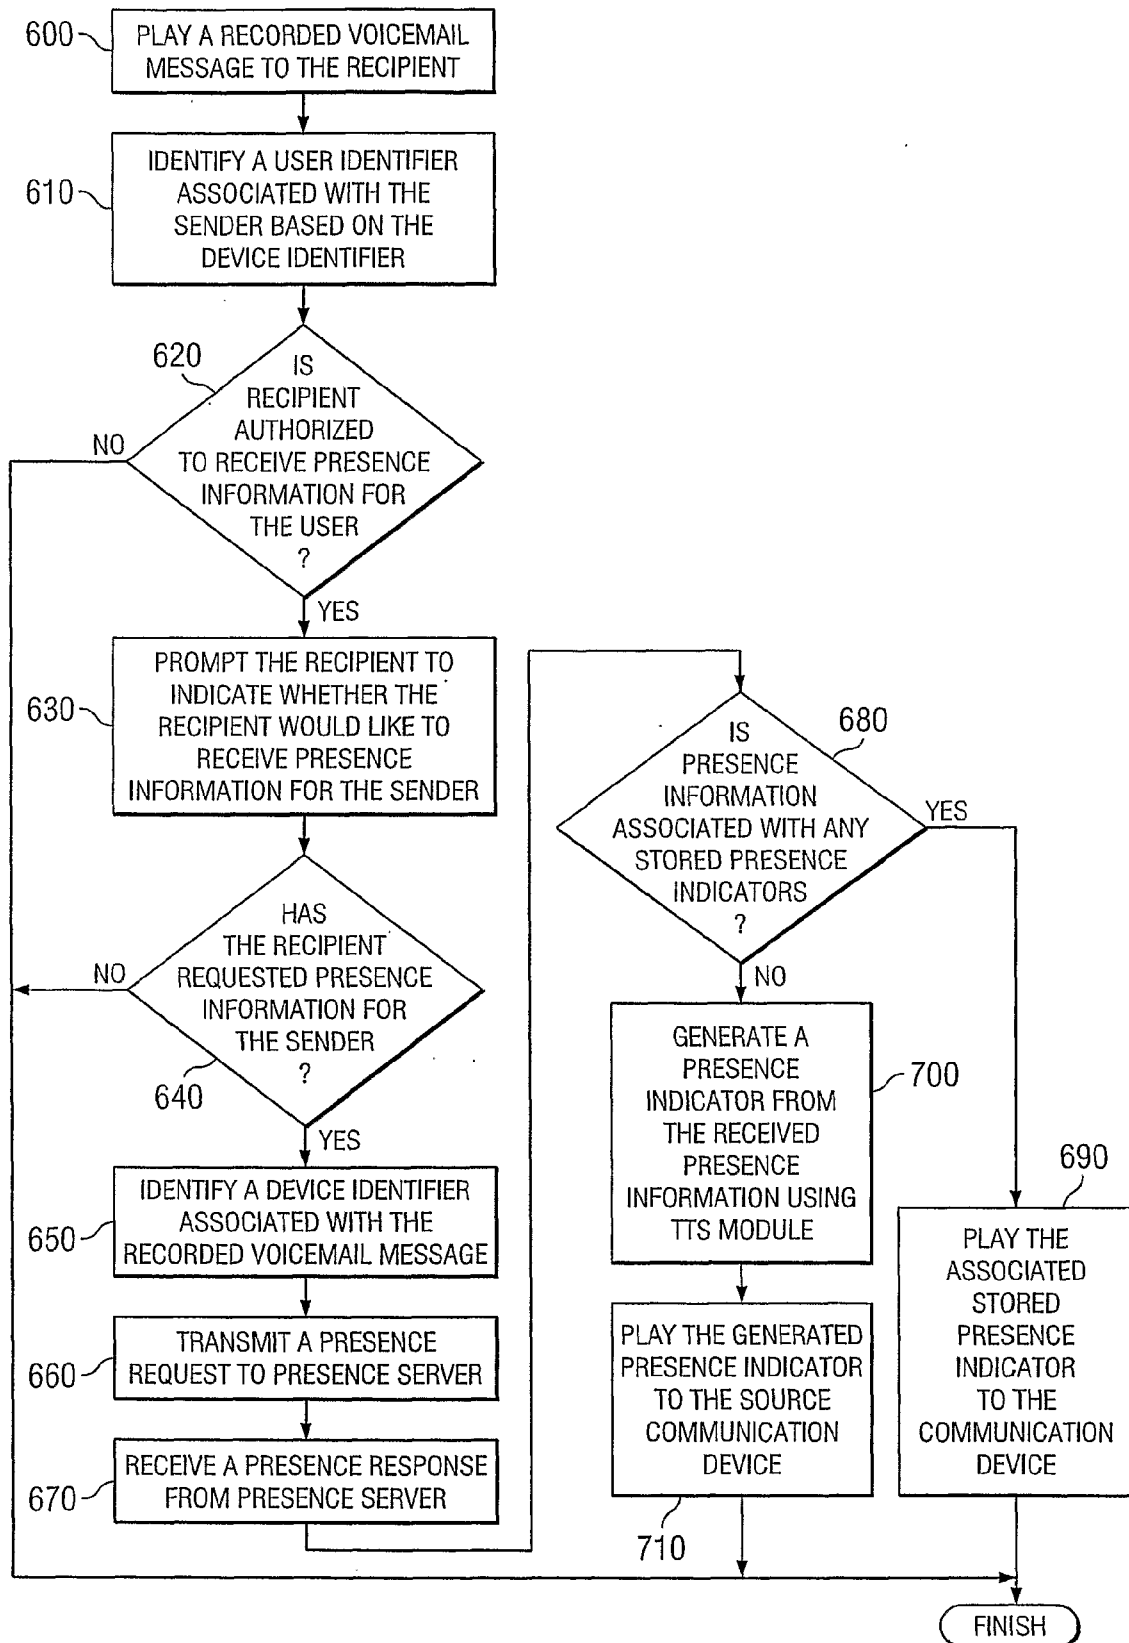 600
PLAY A RECORDED VOICEMAIL
MESSAGE TO THE RECIPIENT
610
IDENTIFY A USER IDENTIFIER
ASSOCIATED WITH THE
SENDER BASED ON THE
DEVICE IDENTIFIER
620
IS
RECIPIENT
AUTHORIZED
TO RECEIVE PRESENCE
INFORMATION FOR
THE USER
?
NO
YES
630
PROMPT THE RECIPIENT TO
INDICATE WHETHER THE
RECIPIENT WOULD LIKE TO
RECEIVE PRESENCE
INFORMATION FOR THE SENDER
HAS
THE RECIPIENT
REQUESTED PRESENCE
INFORMATION FOR
THE SENDER
?
NO
640
YES
650
IDENTIFY A DEVICE IDENTIFIER
ASSOCIATED WITH THE
RECORDED VOICEMAIL MESSAGE
660
TRANSMIT A PRESENCE
REQUEST TO PRESENCE SERVER
670
RECEIVE A PRESENCE RESPONSE
FROM PRESENCE SERVER
680
IS
PRESENCE
INFORMATION
ASSOCIATED WITH ANY
STORED PRESENCE
INDICATORS
?
YES
NO
GENERATE A
PRESENCE
INDICATOR FROM
THE RECEIVED
PRESENCE
INFORMATION USING
TTS MODULE
700
PLAY THE GENERATED
PRESENCE INDICATOR
TO THE SOURCE
COMMUNICATION
DEVICE
710
690
PLAY THE
ASSOCIATED
STORED
PRESENCE
INDICATOR
TO THE
COMMUNICATION
DEVICE
FINISH